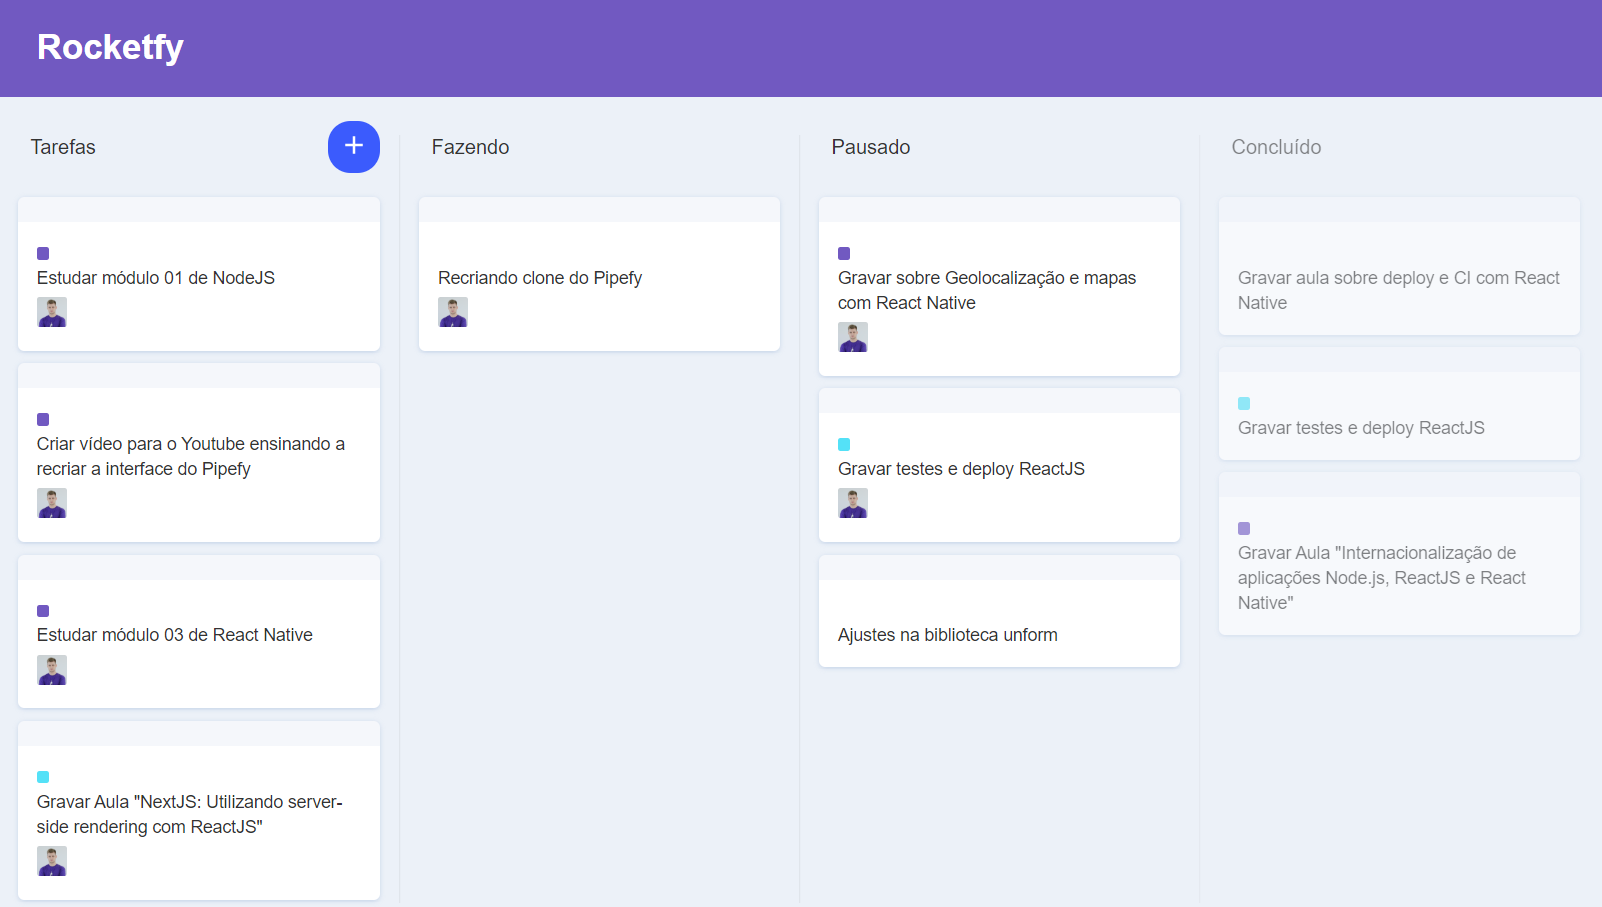 Rocketfy
Tarefas
+
Estudar módulo 01 de NodeJS
Criar vídeo para o Youtube ensinando a
recriar a interface do Pipefy
Estudar módulo 03 de React Native
Gravar Aula "NextJS: Utilizando server-
side rendering com ReactJS"
Fazendo
Recriando clone do Pipefy
Pausado
Gravar sobre Geolocalização e mapas
com React Native
Gravar testes e deploy ReactJS
Ajustes na biblioteca unform
Concluído
Gravar aula sobre deploy e CI com React
Native
Gravar testes e deploy ReactJS
Gravar Aula "Internacionalização de
aplicações Node.js, ReactJS e React
Native"